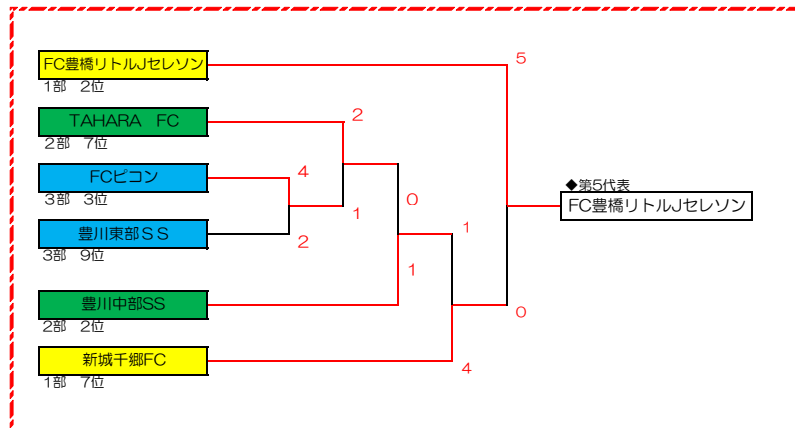 FC豊橋リトルJセレソン
1部 2位
5
TAHARA FC
2部 7位
2
FCピコン
3部 3位
4
1
0
1
◆第5代表
FC豊橋リトルJセレソン
豊川東部SS
3部 9位
2
1
豊川中部SS
2部 2位
0
新城千郷FC
1部 7位
4